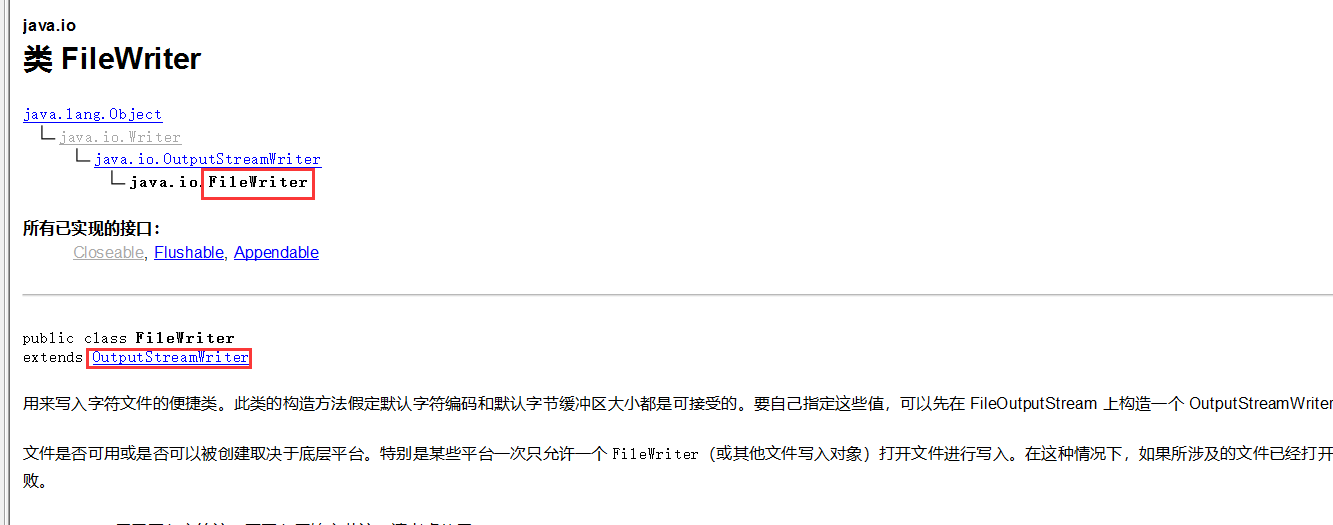 java.io
类 FileWriter
java.lang.Object
java.io.Writer
java.io.OutputStreamWriter
java.io.FileWriter
所有已实现的接口：
Closeable, Flushable, Appendable
public class FileWriter
extends OutputStreamWriter
用来写入字符文件的便捷类。此类的构造方法假定默认字符编码和默认字节缓冲区大小都是可接受的。要自己指定这些值，可以先在 FileOutputStream 上构造一个 OutputStreamWriter
文件是否可用或是否可以被创建取决于底层平台。特别是某些平台一次只允许一个 FileWriter（或其他文件写入对象）打开文件进行写入。在这种情况下，如果所涉及的文件已经打开
败。